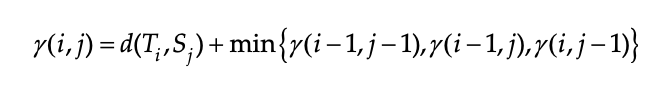 γ(i, j) = d(T_i, S_j) + min{γ(i − 1, j − 1), γ(i − 1, j), γ(i, j − 1)}